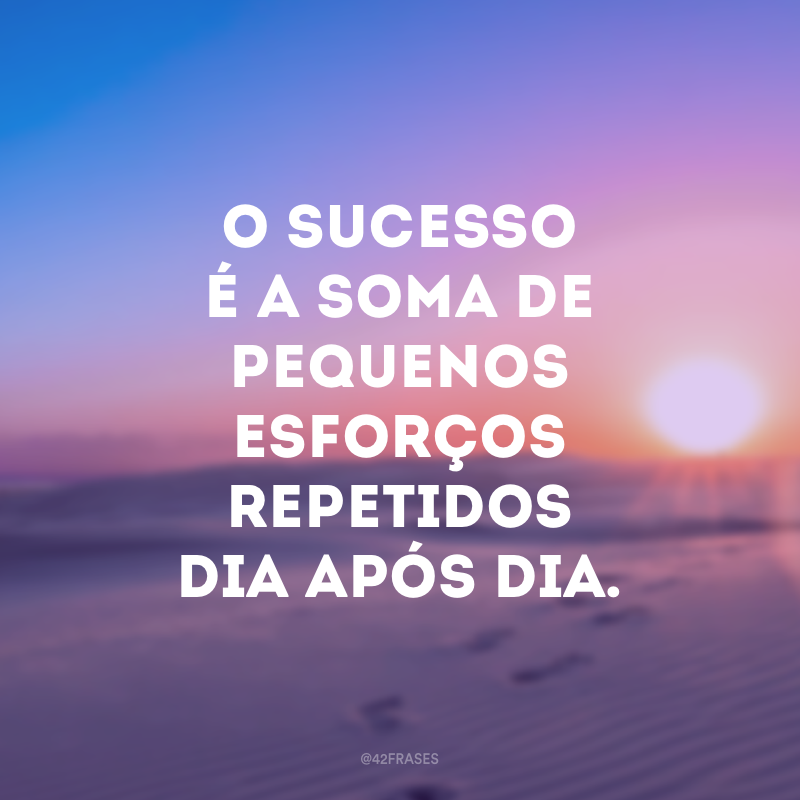 O SUCESSO
É A SOMA DE
PEQUENOS
ESFORÇOS
REPETIDOS
DIA APÓS DIA.
@42FRASES